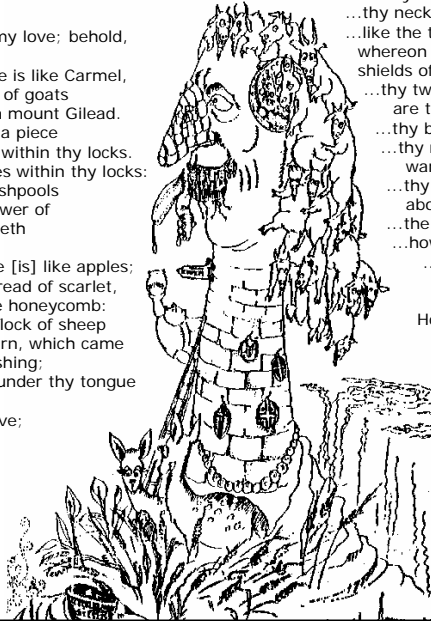 my love; behold,
e is like Carmel,
of goats
mount Gilead.
a piece
within thy locks.
es within thy locks:
shpools
wer of
eth
e [is] like apples;
read of scarlet,
e honeycomb:
lock of sheep
rn, which came
shing;
under thy tongue
ve;
…thy neck
…like the t
whereon
shields of
…thy tw
are t
…thy b
…thy
wa
…thy
abo
…the
…how
…
He